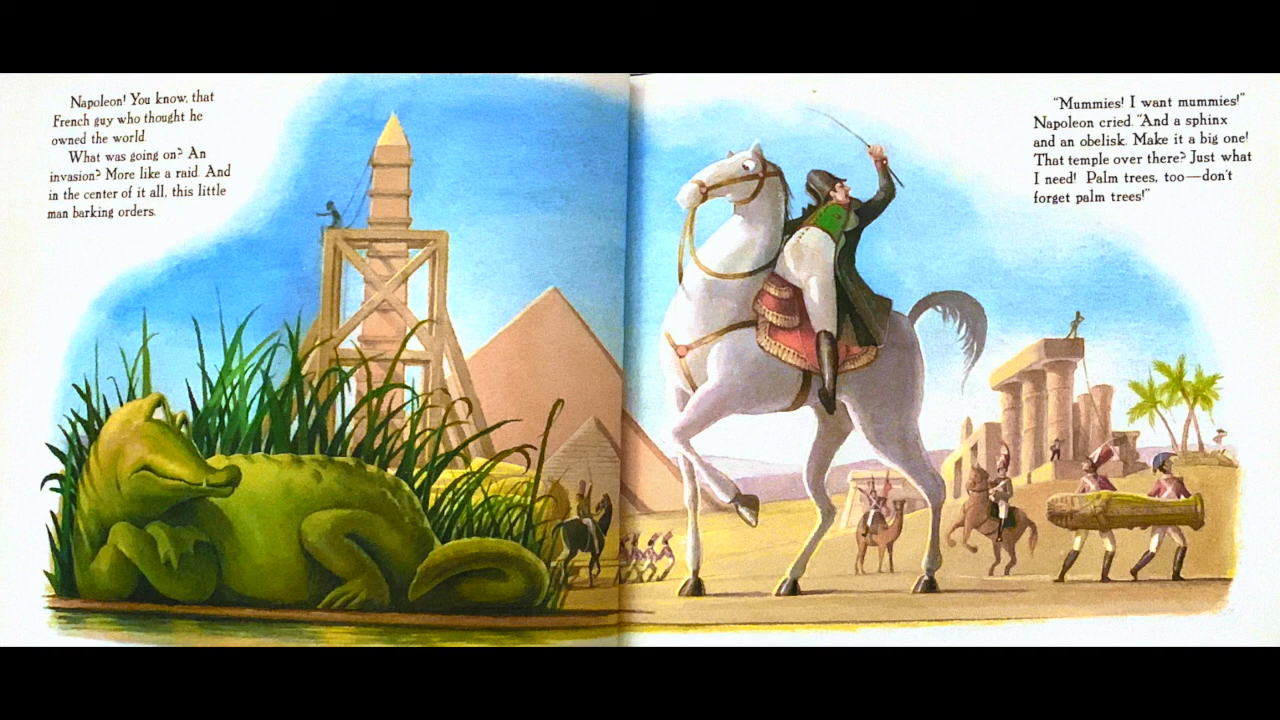 Napoleon! You know, that
French guy who thought he
owned the world.
What was going on? An
invasion? More like a raid. And
in the center of it all, this little
man barking orders.
"Mummies! I want mummies!"
Napoleon cried. "And a sphinx
and an obelisk. Make it a big one!
That temple over there? Just what
I need! Palm trees, too—don't
forget palm trees!"